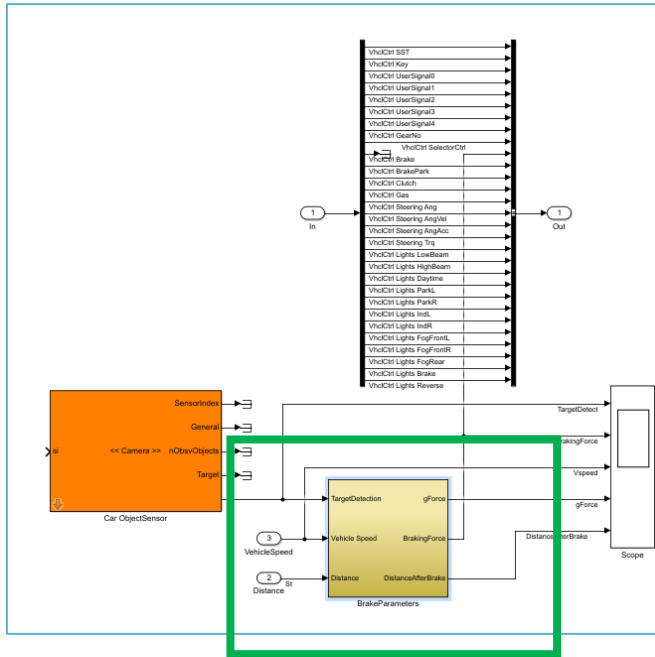 VhclCtrl SST
VhclCtrl Key
VhclCtrl UserSignal0
VhclCtrl UserSignal1
VhclCtrl UserSignal2
VhclCtrl UserSignal3
VhclCtrl UserSignal4
VhclCtrl GearNo
VhclCtrl SelectorCtrl
VhclCtrl Brake
VhclCtrl BrakePark
VhclCtrl Clutch
VhclCtrl Gas
VhclCtrl Steering Ang
1
In
1
Out
VhclCtrl Steering AngVel
VhclCtrl Steering AngAcc
VhclCtrl Steering Trq
VhclCtrl Lights LowBeam
VhclCtrl Lights HighBeam
VhclCtrl Lights Daytime
VhclCtrl Lights ParkL
VhclCtrl Lights ParkR
VhclCtrl Lights IndL
VhclCtrl Lights IndR
VhclCtrl Lights FogFrontL
VhclCtrl Lights FogFrontR
VhclCtrl Lights FogRear
VhclCtrl Lights Brake
VhclCtrl Lights Reverse
SensorIndex
General
si
<< Camera >>
nObsvObjects
Target
Car ObjectSensor
TargetDetect
rakingForce
Vspeed
gForce
Scope
TargetDetection
gForce
3
VehicleSpeed
Vehicle Speed
BrakingForce
2
Distance
St
Distance
DistanceAfterBrake
BrakeParameters